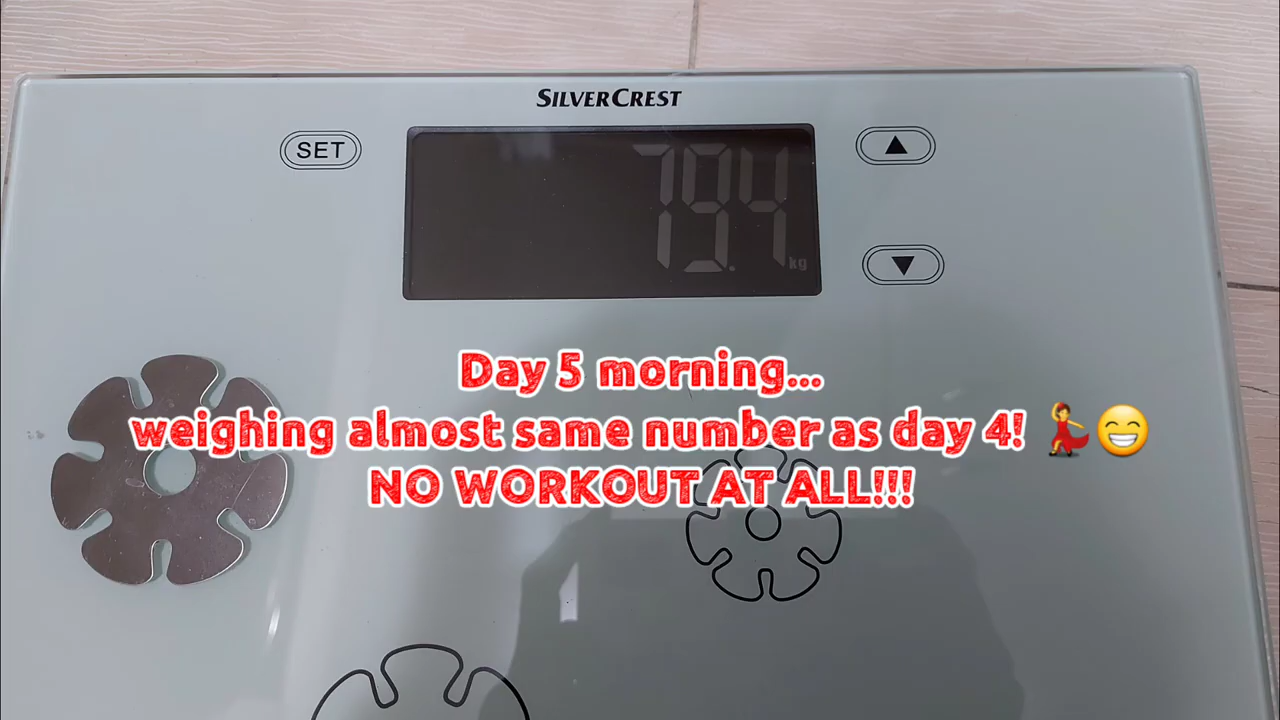 SILVERCREST
SET
79.4 kg
Day 5 morning...
weighing almost same number as day 4! 💃😁
NO WORKOUT AT ALL!!!